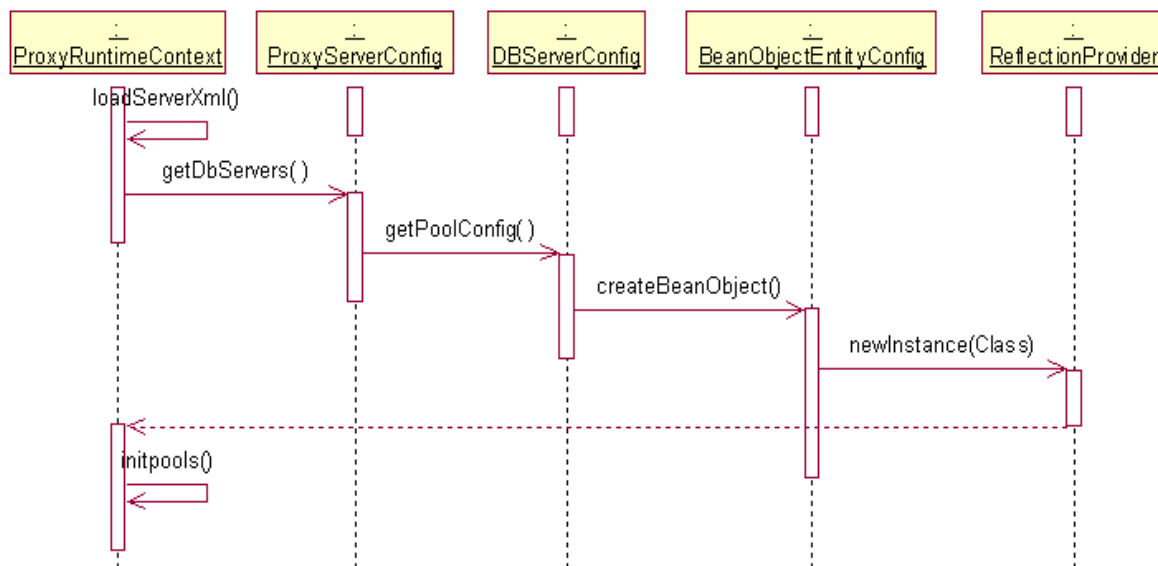 : : : : :
ProxyRuntimeContext ProxyServerConfig DBServerConfig BeanObjectEntityConfig ReflectionProvider
loadServerXml()
getDbServers( )
getPoolConfig( )
createBeanObject()
newInstance(Class)
initpools()